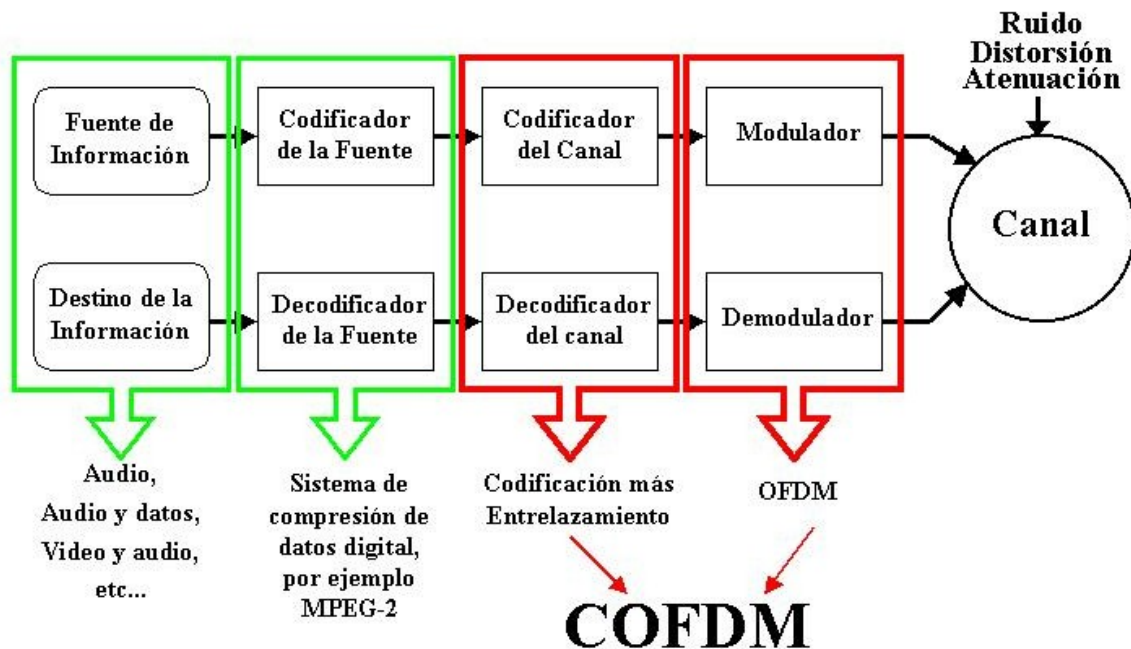 Ruido
Distorsión
Atenuación
Fuente de
Información
Codificador
de la Fuente
Codificador
del Canal
Modulador
Canal
Destino de la
Información
Decodificador
de la Fuente
Decodificador
del canal
Demodulador
Audio,
Audio y datos,
Video y audio,
etc...
Sistema de
compresión de
datos digital,
por ejemplo
MPEG-2
Codificación más
Entrelazamiento
OFDM
COFDM